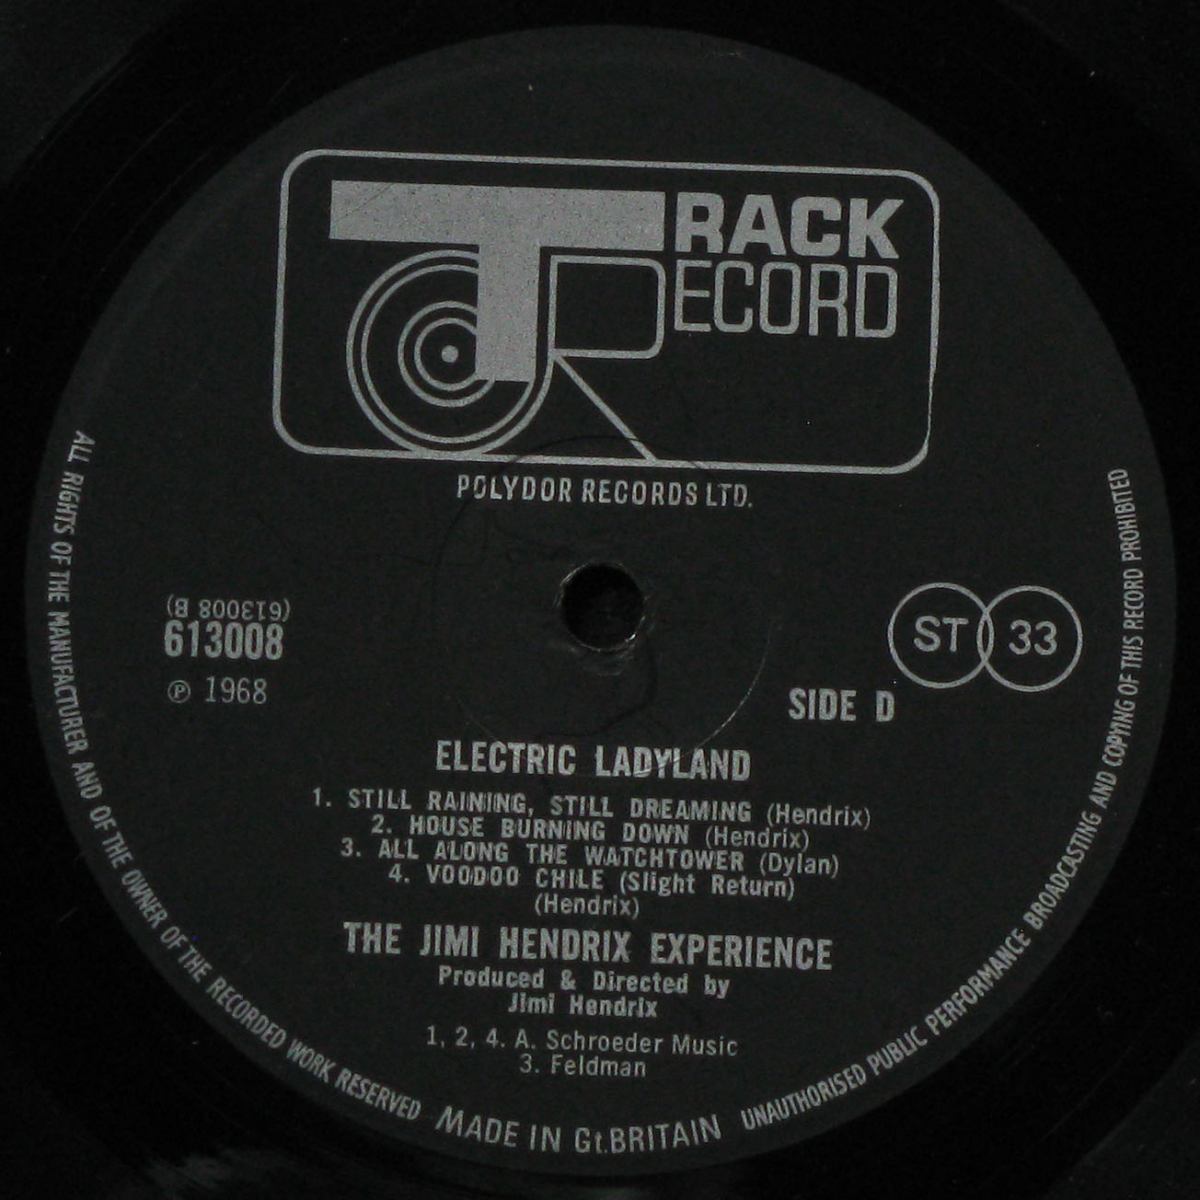 TRACK
RECORD
POLYDOR RECORDS LTD.
(613008 B)
613008
℗ 1968
ST 33
SIDE D
ELECTRIC LADYLAND
1. STILL RAINING, STILL DREAMING (Hendrix)
2. HOUSE BURNING DOWN (Hendrix)
3. ALL ALONG THE WATCHTOWER (Dylan)
4. VOODOO CHILE (Slight Return)
(Hendrix)
THE JIMI HENDRIX EXPERIENCE
Produced & Directed by
Jimi Hendrix
1, 2, 4. A. Schroeder Music
3. Feldman
ALL RIGHTS OF THE MANUFACTURER AND OF THE OWNER OF THE RECORDED WORK RESERVED
MADE IN Gt. BRITAIN
UNAUTHORISED PUBLIC PERFORMANCE BROADCASTING AND COPYING OF THIS RECORD PROHIBITED